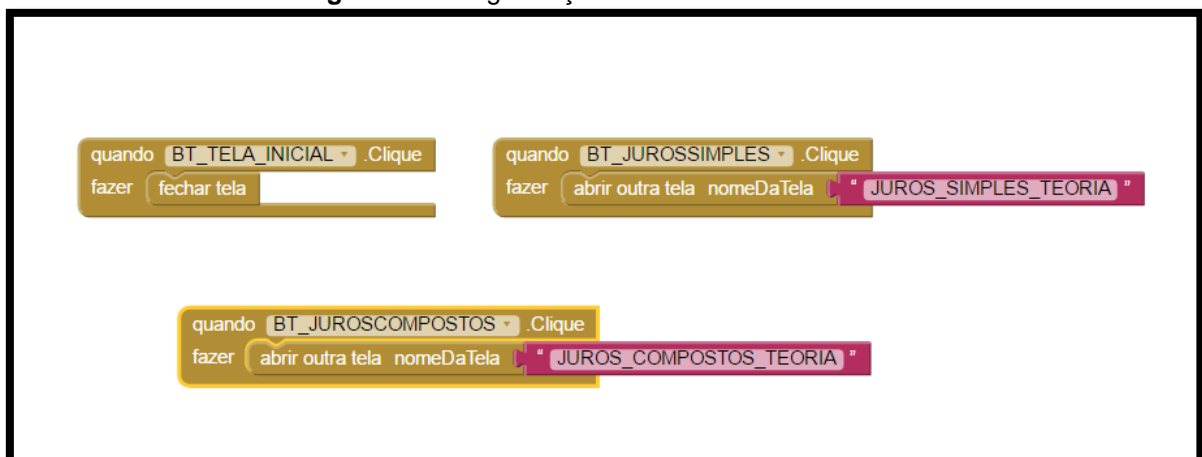 quando BT_TELA_INICIAL .Clique
fazer fechar tela
quando BT_JUROSSIMPLES .Clique
fazer abrir outra tela nomeDaTela " JUROS_SIMPLES_TEORIA "
quando BT_JUROSCOMPOSTOS .Clique
fazer abrir outra tela nomeDaTela " JUROS_COMPOSTOS_TEORIA "